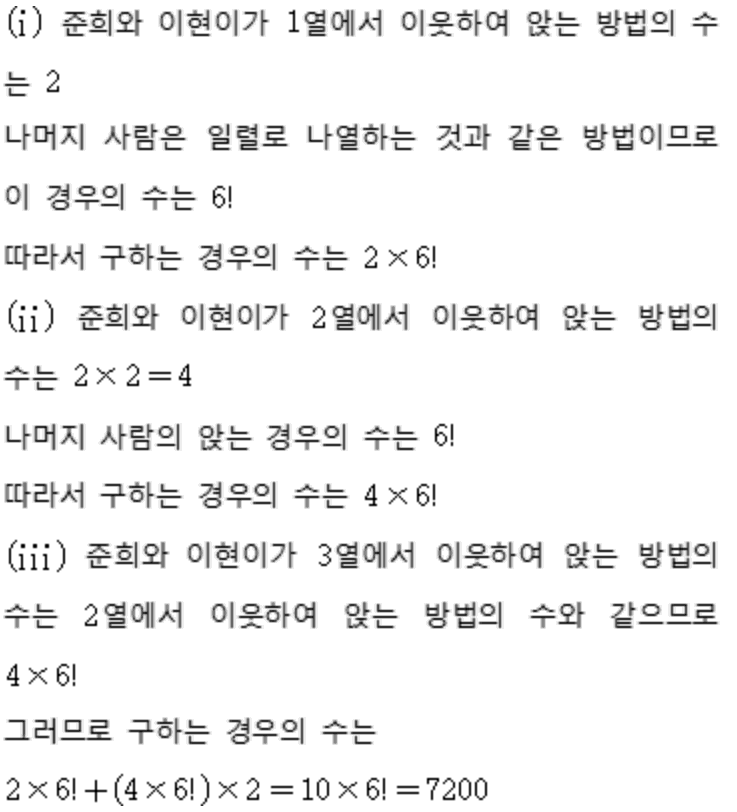 (i) 준희와 이현이가 1열에서 이웃하여 앉는 방법의 수
는 2
나머지 사람은 일렬로 나열하는 것과 같은 방법이므로
이 경우의 수는 6!
따라서 구하는 경우의 수는 2×6!
(ii) 준희와 이현이가 2열에서 이웃하여 앉는 방법의
수는 2×2=4
나머지 사람의 앉는 경우의 수는 6!
따라서 구하는 경우의 수는 4×6!
(iii) 준희와 이현이가 3열에서 이웃하여 앉는 방법의
수는 2열에서 이웃하여 앉는 방법의 수와 같으므로
4×6!
그러므로 구하는 경우의 수는
2×6!+(4×6!)×2=10×6!=7200